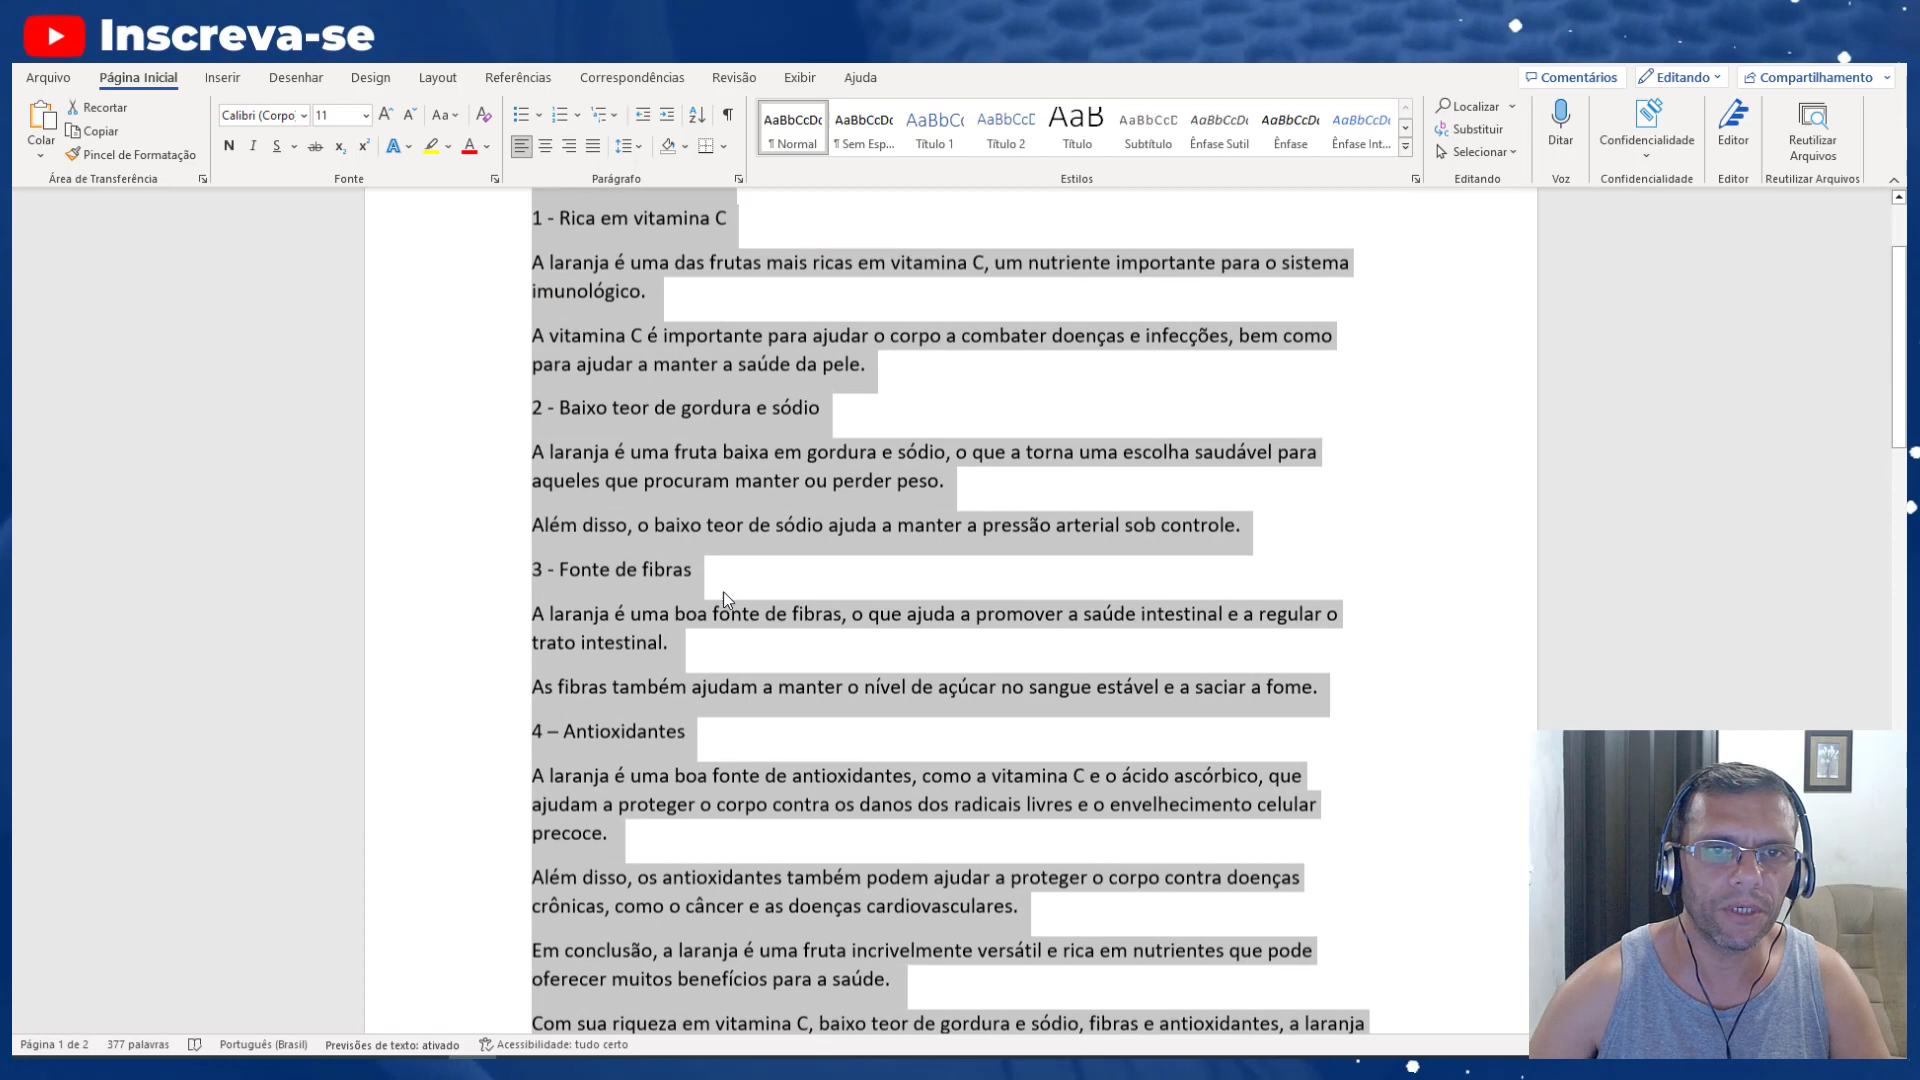 Inscreva-se
Arquivo Página Inicial Inserir Desenhar Design Layout Referências Correspondências Revisão Exibir Ajuda
Comentários Editando Compartilhamento
Colar
Recortar
Copiar
Pincel de Formatação
Área de Transferência
Calibri (Corpo) 11
Aa
N I S ab x₂ x² A A
Fonte
Parágrafo
AaBbCcDc AaBbCcDc AaBbCc AaBbCcD AaB AaBbCcD AaBbCcDc AaBbCcDc AaBbCcDc
¶ Normal ¶ Sem Esp... Título 1 Título 2 Título Subtítulo Ênfase Sutil Ênfase Ênfase Int...
Estilos
Localizar
Substituir
Selecionar
Editando
Ditar
Voz
Confidencialidade
Confidencialidade
Editor
Editor
Reutilizar
Arquivos
Reutilizar Arquivos
1 - Rica em vitamina C
A laranja é uma das frutas mais ricas em vitamina C, um nutriente importante para o sistema
imunológico.
A vitamina C é importante para ajudar o corpo a combater doenças e infecções, bem como
para ajudar a manter a saúde da pele.
2 - Baixo teor de gordura e sódio
A laranja é uma fruta baixa em gordura e sódio, o que a torna uma escolha saudável para
aqueles que procuram manter ou perder peso.
Além disso, o baixo teor de sódio ajuda a manter a pressão arterial sob controle.
3 - Fonte de fibras
A laranja é uma boa fonte de fibras, o que ajuda a promover a saúde intestinal e a regular o
trato intestinal.
As fibras também ajudam a manter o nível de açúcar no sangue estável e a saciar a fome.
4 – Antioxidantes
A laranja é uma boa fonte de antioxidantes, como a vitamina C e o ácido ascórbico, que
ajudam a proteger o corpo contra os danos dos radicais livres e o envelhecimento celular
precoce.
Além disso, os antioxidantes também podem ajudar a proteger o corpo contra doenças
crônicas, como o câncer e as doenças cardiovasculares.
Em conclusão, a laranja é uma fruta incrivelmente versátil e rica em nutrientes que pode
oferecer muitos benefícios para a saúde.
Com sua riqueza em vitamina C, baixo teor de gordura e sódio, fibras e antioxidantes, a laranja
Página 1 de 2 377 palavras Português (Brasil) Previsões de texto: ativado Acessibilidade: tudo certo